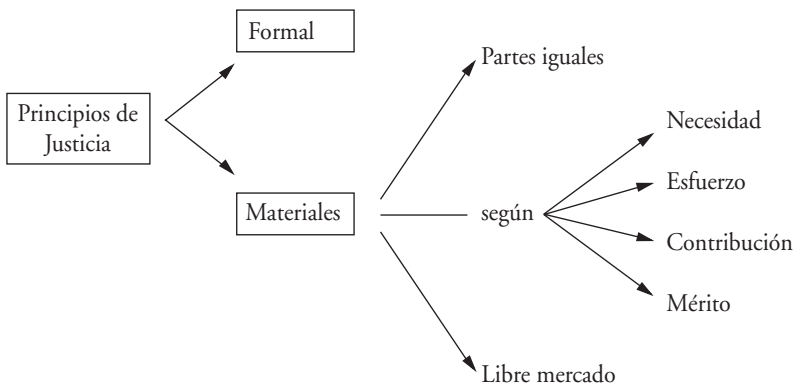 Formal
Partes iguales
Principios de
Justicia
Necesidad
Esfuerzo
Materiales
según
Contribución
Mérito
Libre mercado